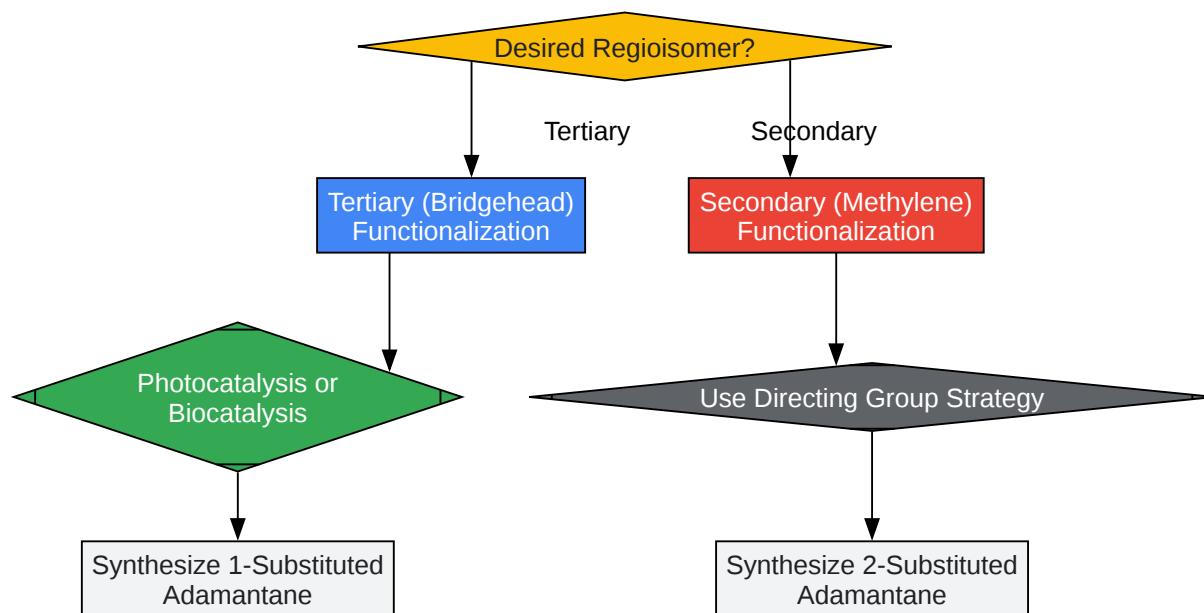 Desired Regioisomer?
Tertiary
Secondary
Tertiary (Bridgehead)
Functionalization
Secondary (Methylene)
Functionalization
Photocatalysis or
Biocatalysis
Use Directing Group Strategy
Synthesize 1-Substituted
Adamantane
Synthesize 2-Substituted
Adamantane